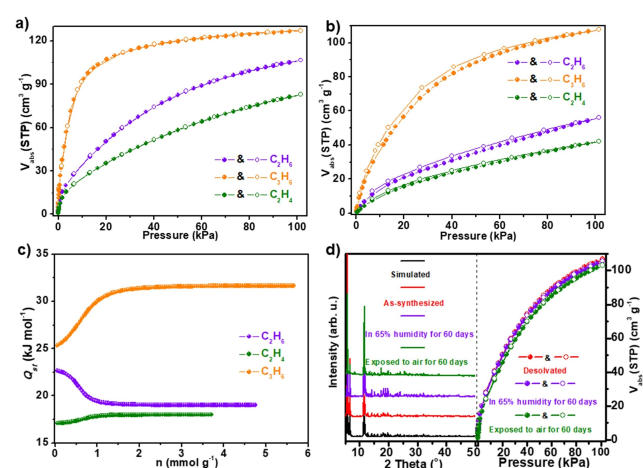 a)
V_abs(STP) (cm³ g⁻¹)
120
90
60
30
0
& C₂H₆
& C₃H₆
& C₂H₄
0 20 40 60 80 100
Pressure (kPa)
b)
V_abs(STP) (cm³ g⁻¹)
100
80
60
40
20
0
& C₂H₆
& C₃H₆
& C₂H₄
0 20 40 60 80 100
Pressure (kPa)
c)
Q_st (kJ mol⁻¹)
35
30
25
20
15
C₂H₆
C₂H₄
C₃H₆
0 1 2 3 4 5 6
n (mmol g⁻¹)
d)
Intensity (arb. u.)
Simulated
As-synthesized
In 65% humidity for 60 days
Exposed to air for 60 days
10 20 30 40 50
2 Theta (°)
&
Desolvated
&
In 65% humidity for 60 days
&
Exposed to air for 60 days
0 20 40 60 80 100
Pressure (kPa)
100
80
60
40
20
0
V_abs(STP) (cm³ g⁻¹)